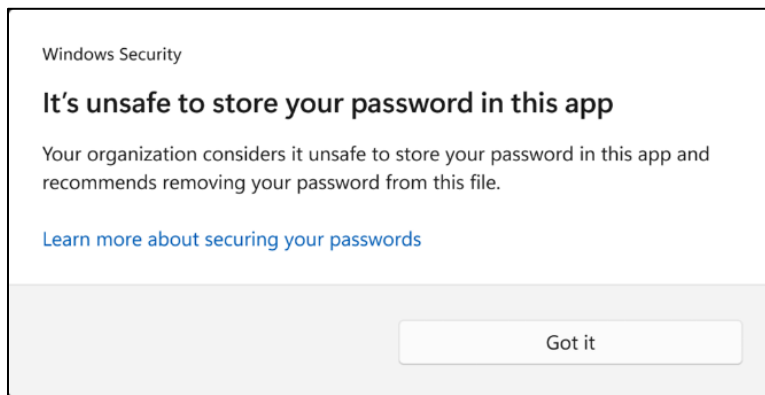 Windows Security
It's unsafe to store your password in this app
Your organization considers it unsafe to store your password in this app and
recommends removing your password from this file.
Learn more about securing your passwords
Got it